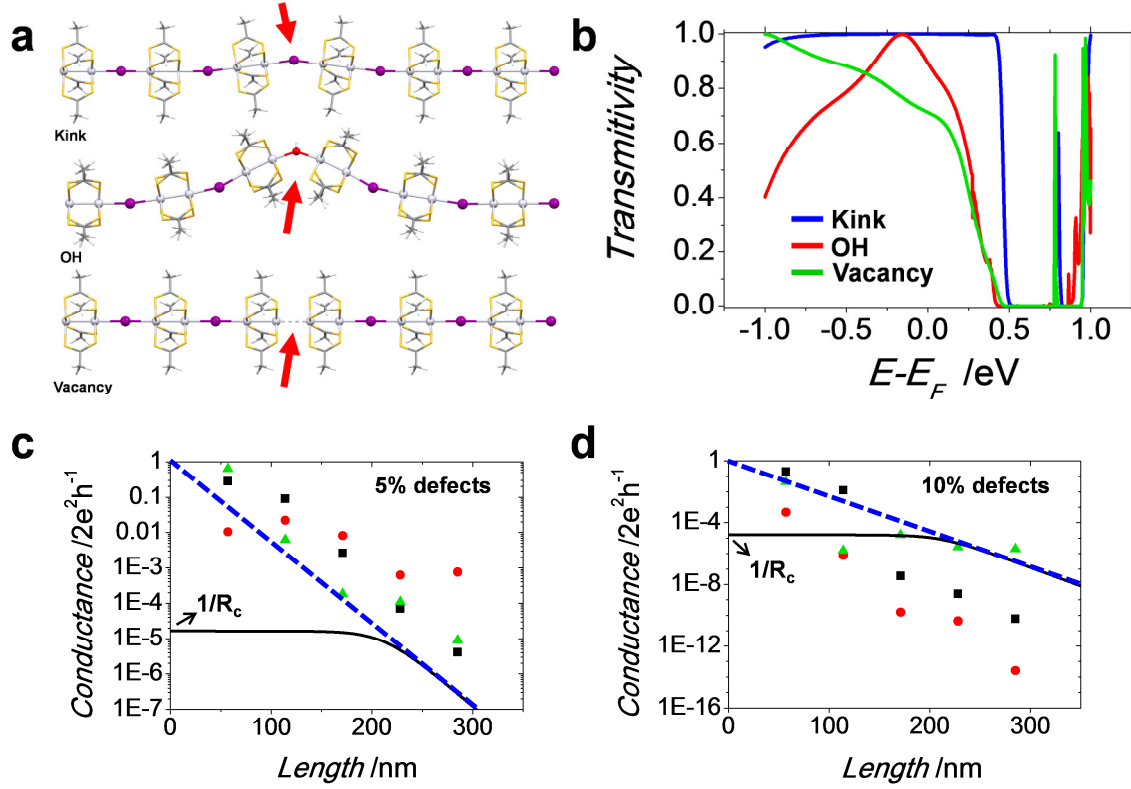 a
Kink
OH
Vacancy
b
Transmitivity
1.0
0.8
0.6
0.4
0.2
0.0
Kink
OH
Vacancy
-1.0 -0.5 0.0 0.5 1.0
E-E_F /eV
c
Conductance /2e²h⁻¹
1
0.1
0.01
1E-3
1E-4
1E-5
1E-6
1E-7
5% defects
1/R_c
0 100 200 300
Length /nm
d
Conductance /2e²h⁻¹
1
1E-4
1E-8
1E-12
1E-16
10% defects
1/R_c
0 100 200 300
Length /nm